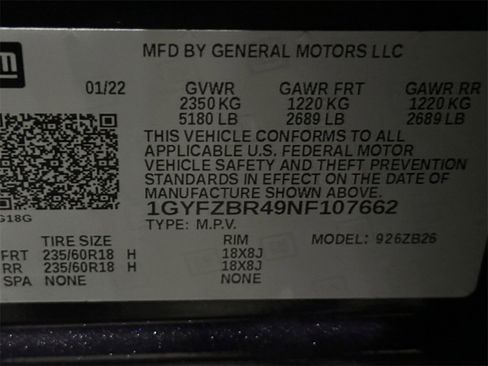 m
MFD BY GENERAL MOTORS LLC
01/22 GVWR GAWR FRT GAWR RR
2350 KG 1220 KG 1220 KG
5180 LB 2689 LB 2689 LB
THIS VEHICLE CONFORMS TO ALL
APPLICABLE U.S. FEDERAL MOTOR
VEHICLE SAFETY AND THEFT PREVENTION
STANDARDS IN EFFECT ON THE DATE OF
MANUFACTURE SHOWN ABOVE.
G18G
1GYFZBR49NF107662
TYPE: M.P.V.
TIRE SIZE RIM MODEL: 926ZB26
FRT 235/60R18 H 18X8J
RR 235/60R18 H 18X8J
SPA NONE NONE